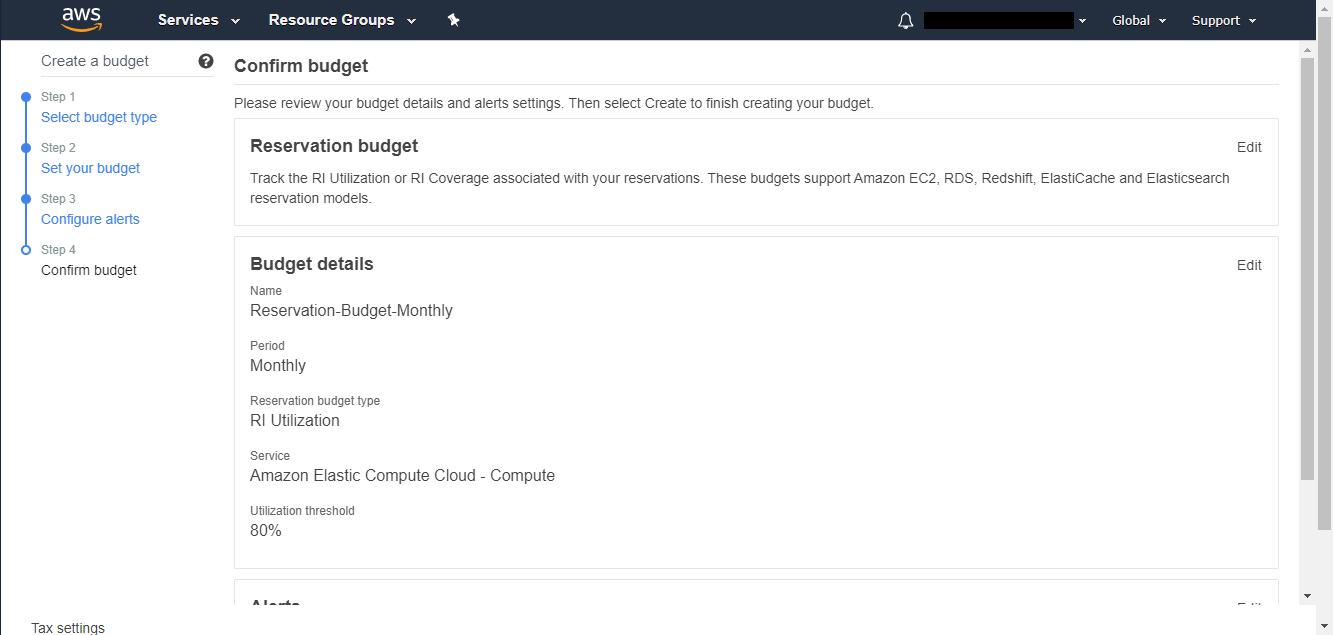 aws
Services
Resource Groups
Global
Support
Create a budget
?
Step 1
Select budget type
Step 2
Set your budget
Step 3
Configure alerts
Step 4
Confirm budget
Confirm budget
Please review your budget details and alerts settings. Then select Create to finish creating your budget.
Reservation budget
Edit
Track the RI Utilization or RI Coverage associated with your reservations. These budgets support Amazon EC2, RDS, Redshift, ElastiCache and Elasticsearch
reservation models.
Budget details
Edit
Name
Reservation-Budget-Monthly
Period
Monthly
Reservation budget type
RI Utilization
Service
Amazon Elastic Compute Cloud - Compute
Utilization threshold
80%
Alerts
Edit
Tax settings